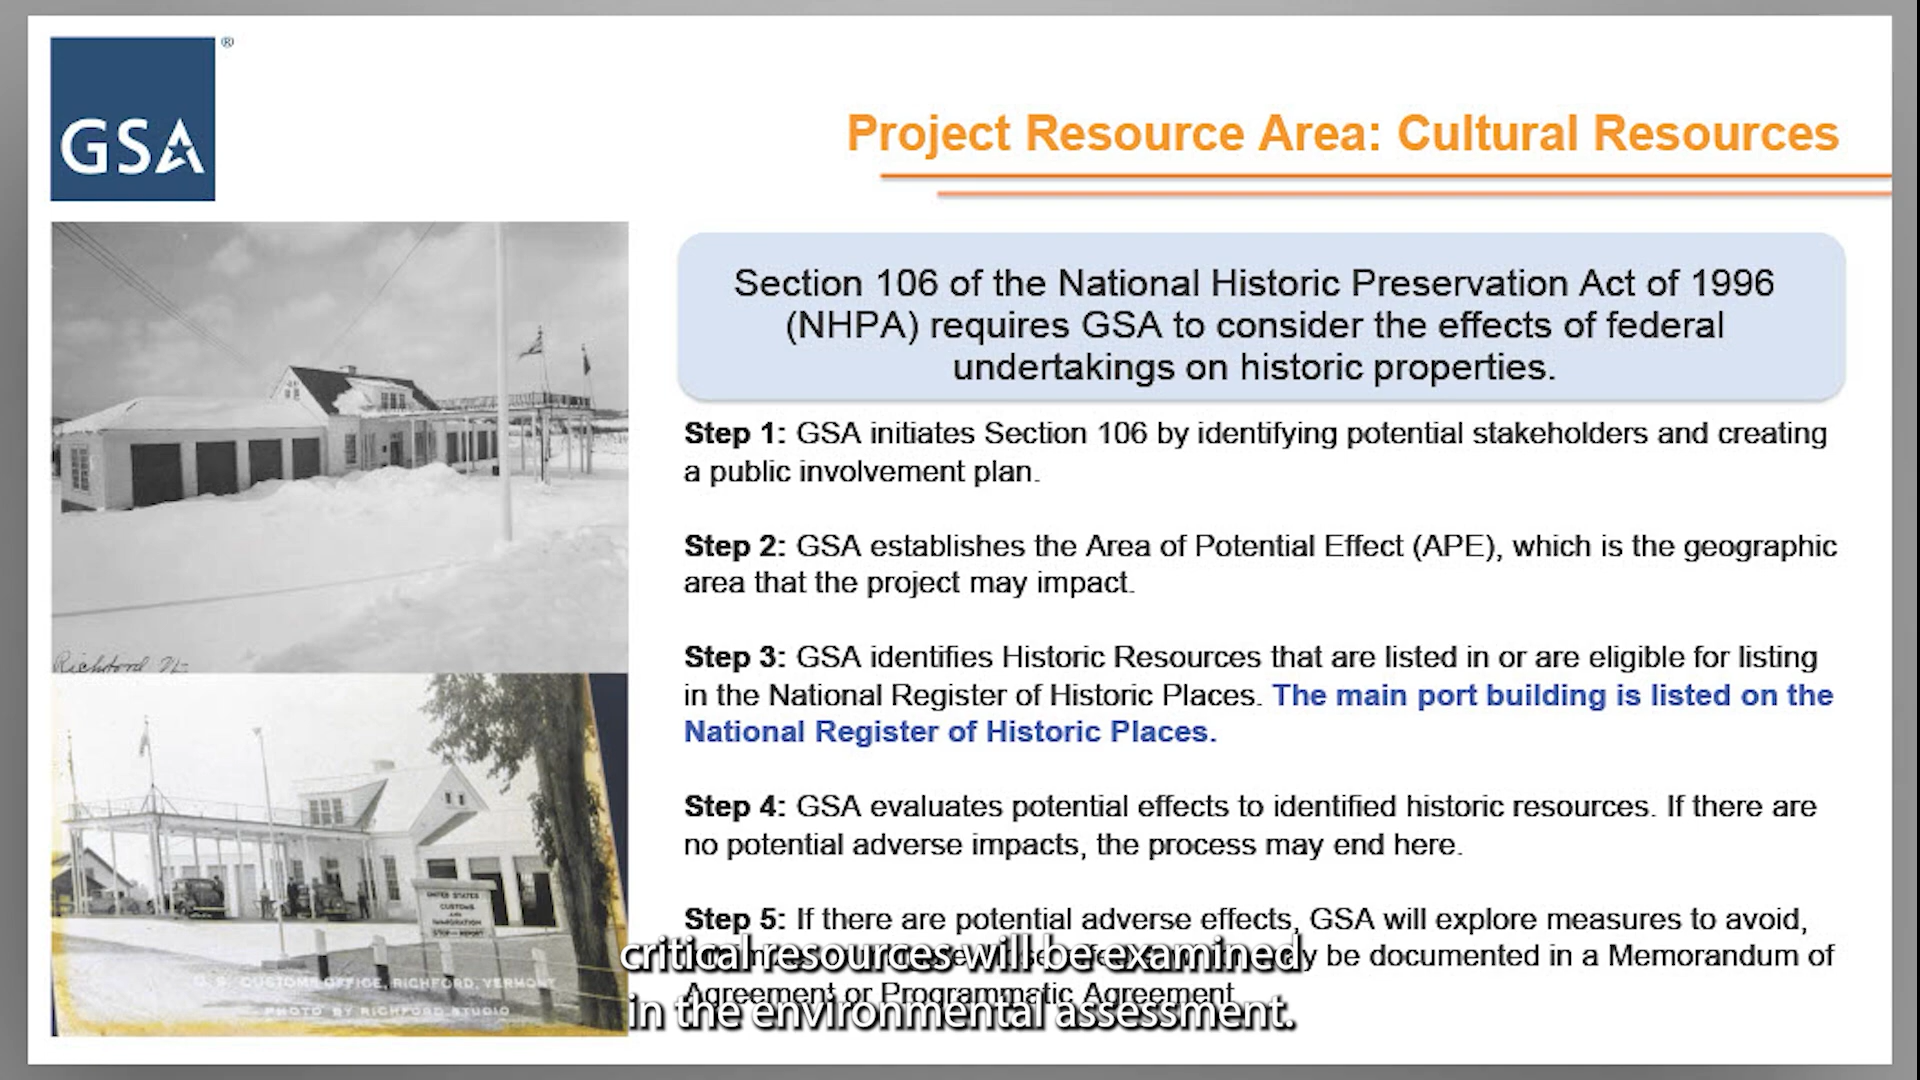 GSA
®
Project Resource Area: Cultural Resources
Section 106 of the National Historic Preservation Act of 1996
(NHPA) requires GSA to consider the effects of federal
undertakings on historic properties.
Step 1: GSA initiates Section 106 by identifying potential stakeholders and creating
a public involvement plan.
Step 2: GSA establishes the Area of Potential Effect (APE), which is the geographic
area that the project may impact.
Step 3: GSA identifies Historic Resources that are listed in or are eligible for listing
in the National Register of Historic Places. The main port building is listed on the
National Register of Historic Places.
Step 4: GSA evaluates potential effects to identified historic resources. If there are
no potential adverse impacts, the process may end here.
Step 5: If there are potential adverse effects, GSA will explore measures to avoid,
be documented in a Memorandum of
Agreement or Programmatic Agreement
Richford Vt
UNITED STATES
CUSTOMS
AND
IMMIGRATION
STOP - REPORT
U. S. CUSTOMS OFFICE, RICHFORD, VERMONT
PHOTO BY RICHFORD STUDIO
critical resources will be examined
in the environmental assessment.